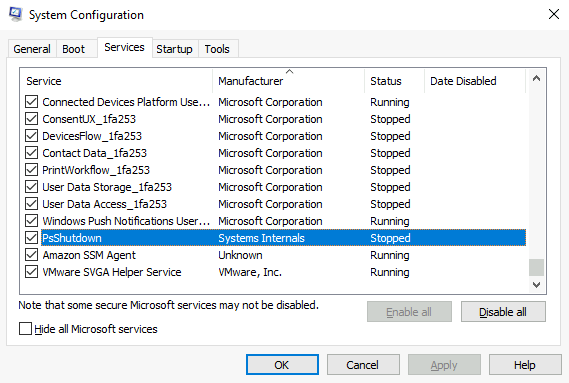 System Configuration
General Boot Services Startup Tools
Service Manufacturer Status Date Disabled
Connected Devices Platform Use... Microsoft Corporation Running
ConsentUX_1fa253 Microsoft Corporation Stopped
DevicesFlow_1fa253 Microsoft Corporation Stopped
Contact Data_1fa253 Microsoft Corporation Stopped
PrintWorkflow_1fa253 Microsoft Corporation Stopped
User Data Storage_1fa253 Microsoft Corporation Stopped
User Data Access_1fa253 Microsoft Corporation Stopped
Windows Push Notifications User... Microsoft Corporation Running
PsShutdown Systems Internals Stopped
Amazon SSM Agent Unknown Running
VMware SVGA Helper Service VMware, Inc. Running
Note that some secure Microsoft services may not be disabled. Enable all Disable all
Hide all Microsoft services
OK Cancel Apply Help